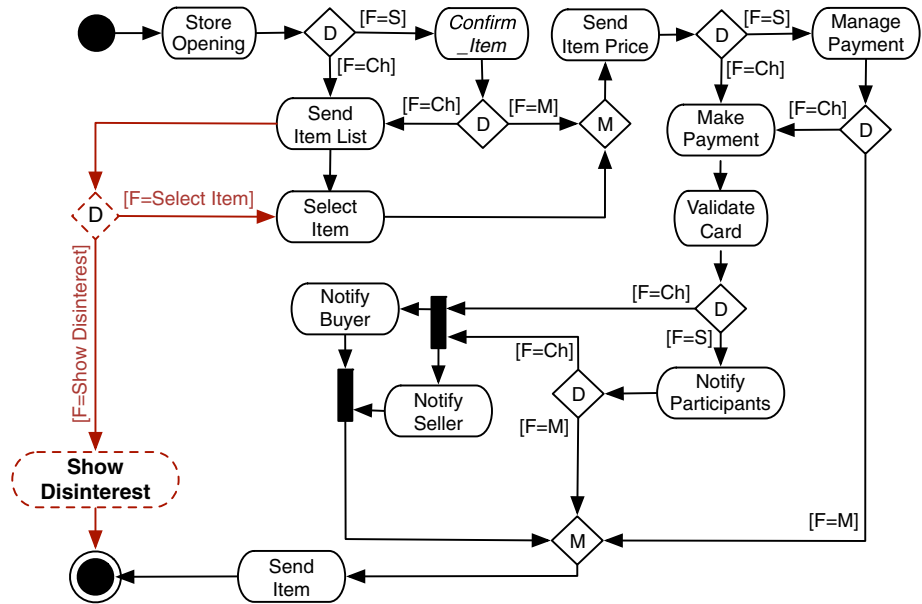 Store
Opening
D
[F=S]
Confirm
_Item
Send
Item Price
D
[F=S]
Manage
Payment
[F=Ch]
[F=Ch]
Send
Item List
[F=Ch]
D
[F=M]
M
Make
Payment
[F=Ch]
D
D
[F=Select Item]
Select
Item
Validate
Card
[F=Show Disinterest]
Notify
Buyer
[F=Ch]
D
[F=S]
[F=Ch]
D
Notify
Participants
Notify
Seller
[F=M]
Show
Disinterest
M
[F=M]
Send
Item